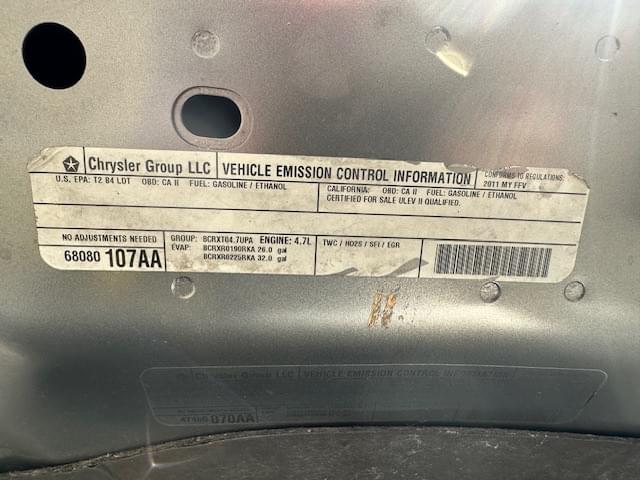 Chrysler Group LLC VEHICLE EMISSION CONTROL INFORMATION
CONFORMS TO REGULATIONS:
2011 MY FFV
U.S. EPA: T2 B4 LDT OBD: CA II FUEL: GASOLINE / ETHANOL
CALIFORNIA: OBD: CA II FUEL: GASOLINE / ETHANOL
CERTIFIED FOR SALE ULEV II QUALIFIED.
NO ADJUSTMENTS NEEDED
68080 107AA
GROUP: BCRXT04.7UPA ENGINE: 4.7L
EVAP: BCRXR0190RKA 26.0 gal
BCRXR0225RKA 32.0 gal
TWC / HO2S / SFI / EGR
Chrysler Group LLC VEHICLE EMISSION CONTROL
070AA